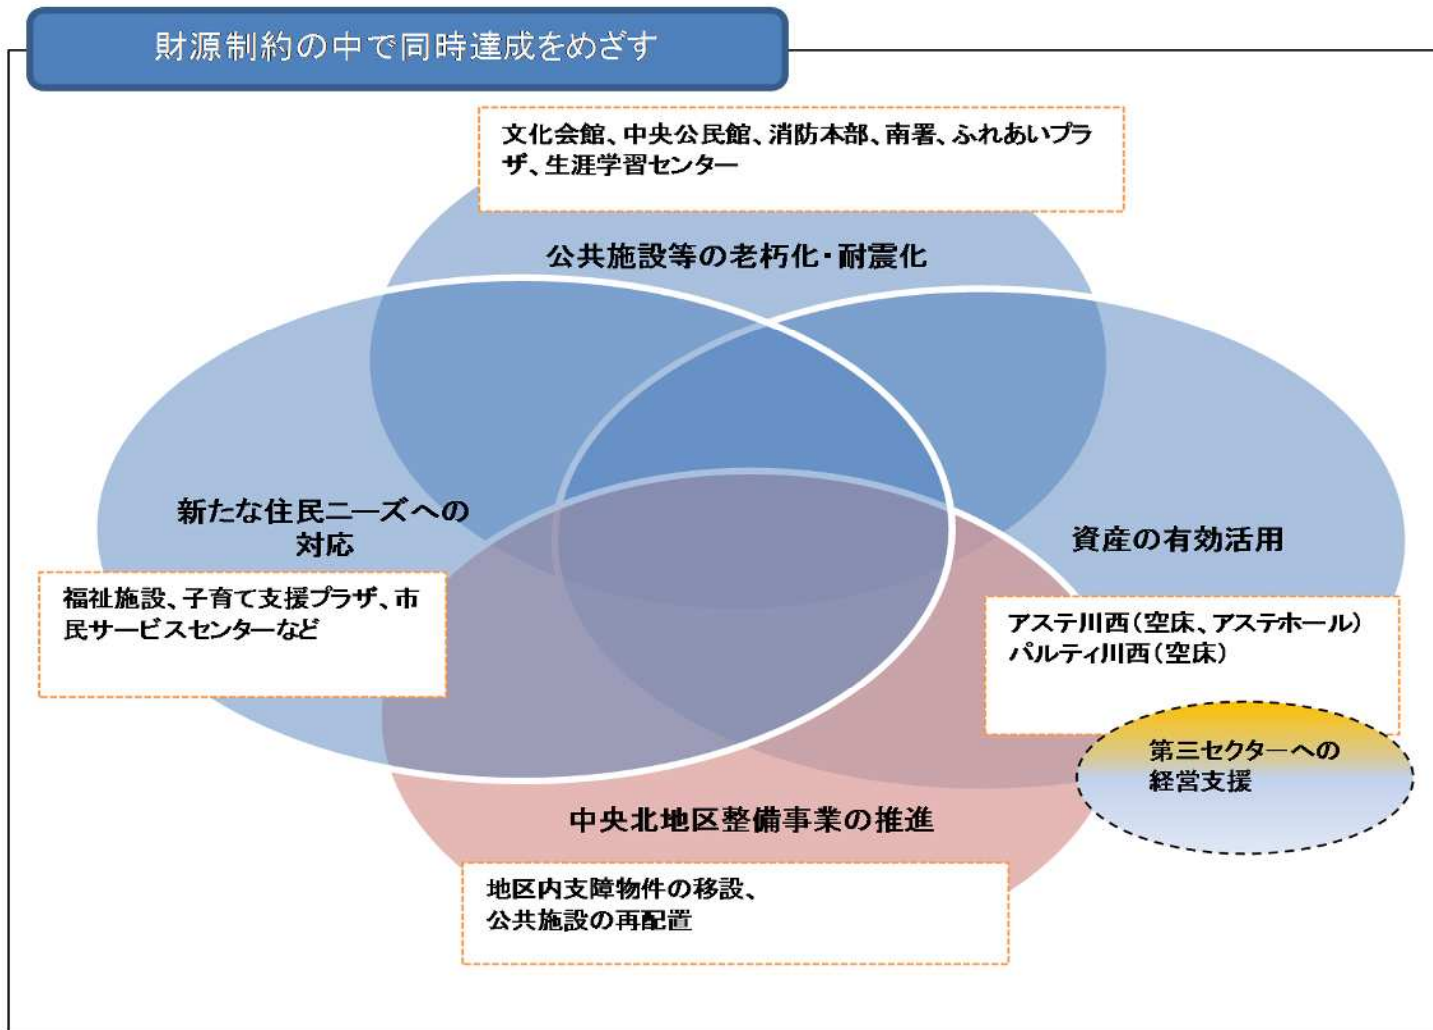 財源制約の中で同時達成をめざす
文化会館、中央公民館、消防本部、南署、ふれあいプラ
ザ、生涯学習センター
公共施設等の老朽化・耐震化
新たな住民ニーズへの
対応
福祉施設、子育て支援プラザ、市
民サービスセンターなど
資産の有効活用
アステ川西（空床、アステホール）
パルティ川西（空床）
第三セクターへの
経営支援
中央北地区整備事業の推進
地区内支障物件の移設、
公共施設の再配置